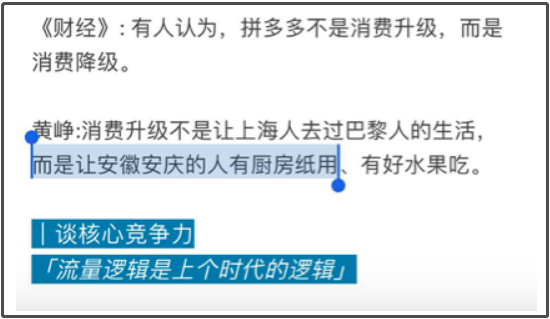 《财经》: 有人认为，拼多多不是消费升级，而是
消费降级。
黄峥:消费升级不是让上海人去过巴黎人的生活，
而是让安徽安庆的人有厨房纸用、有好水果吃。
｜谈核心竞争力
「流量逻辑是上个时代的逻辑」